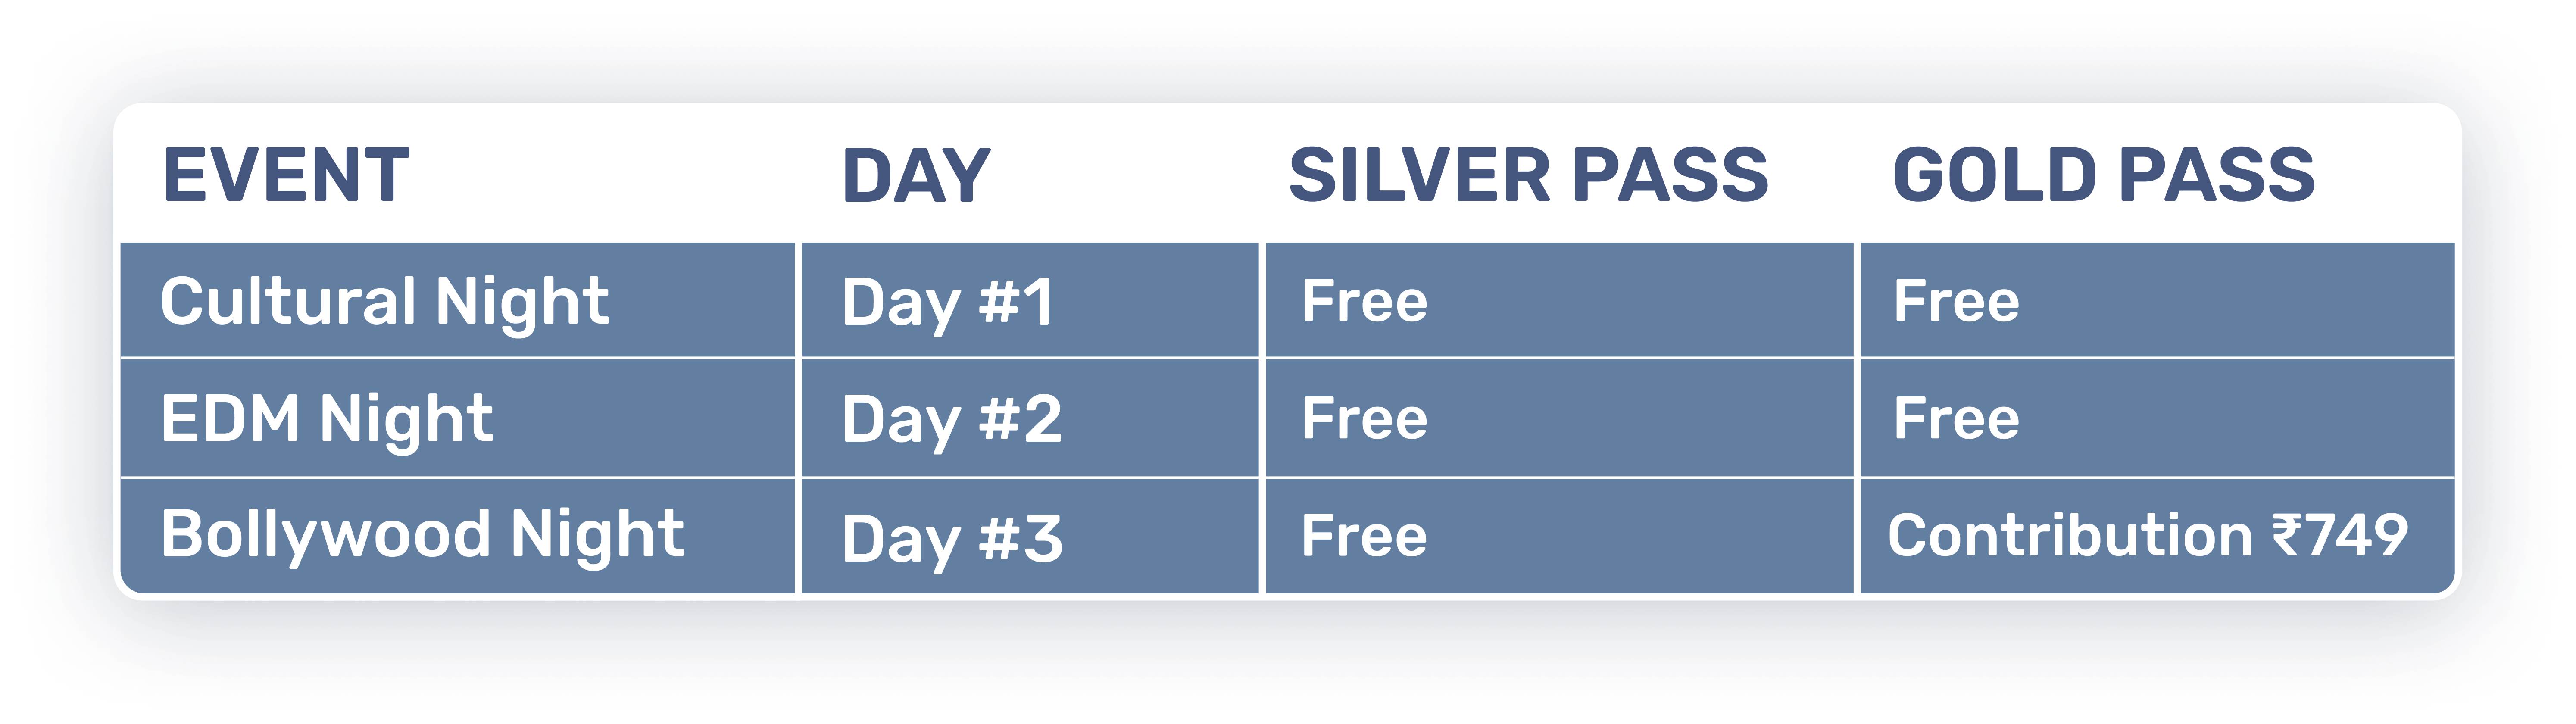 EVENT DAY SILVER PASS GOLD PASS
Cultural Night Day #1 Free Free
EDM Night Day #2 Free Free
Bollywood Night Day #3 Free Contribution ₹749